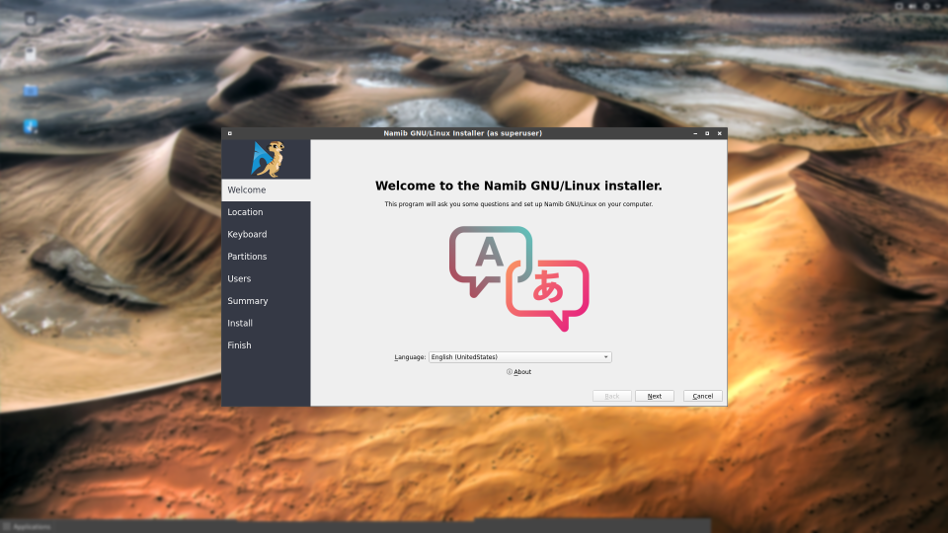 Namib GNU/Linux Installer (as superuser)
Welcome
Location
Keyboard
Partitions
Users
Summary
Install
Finish
Welcome to the Namib GNU/Linux installer.
This program will ask you some questions and set up Namib GNU/Linux on your computer.
A
あ
Language: English (UnitedStates)
About
Back Next Cancel
Applications